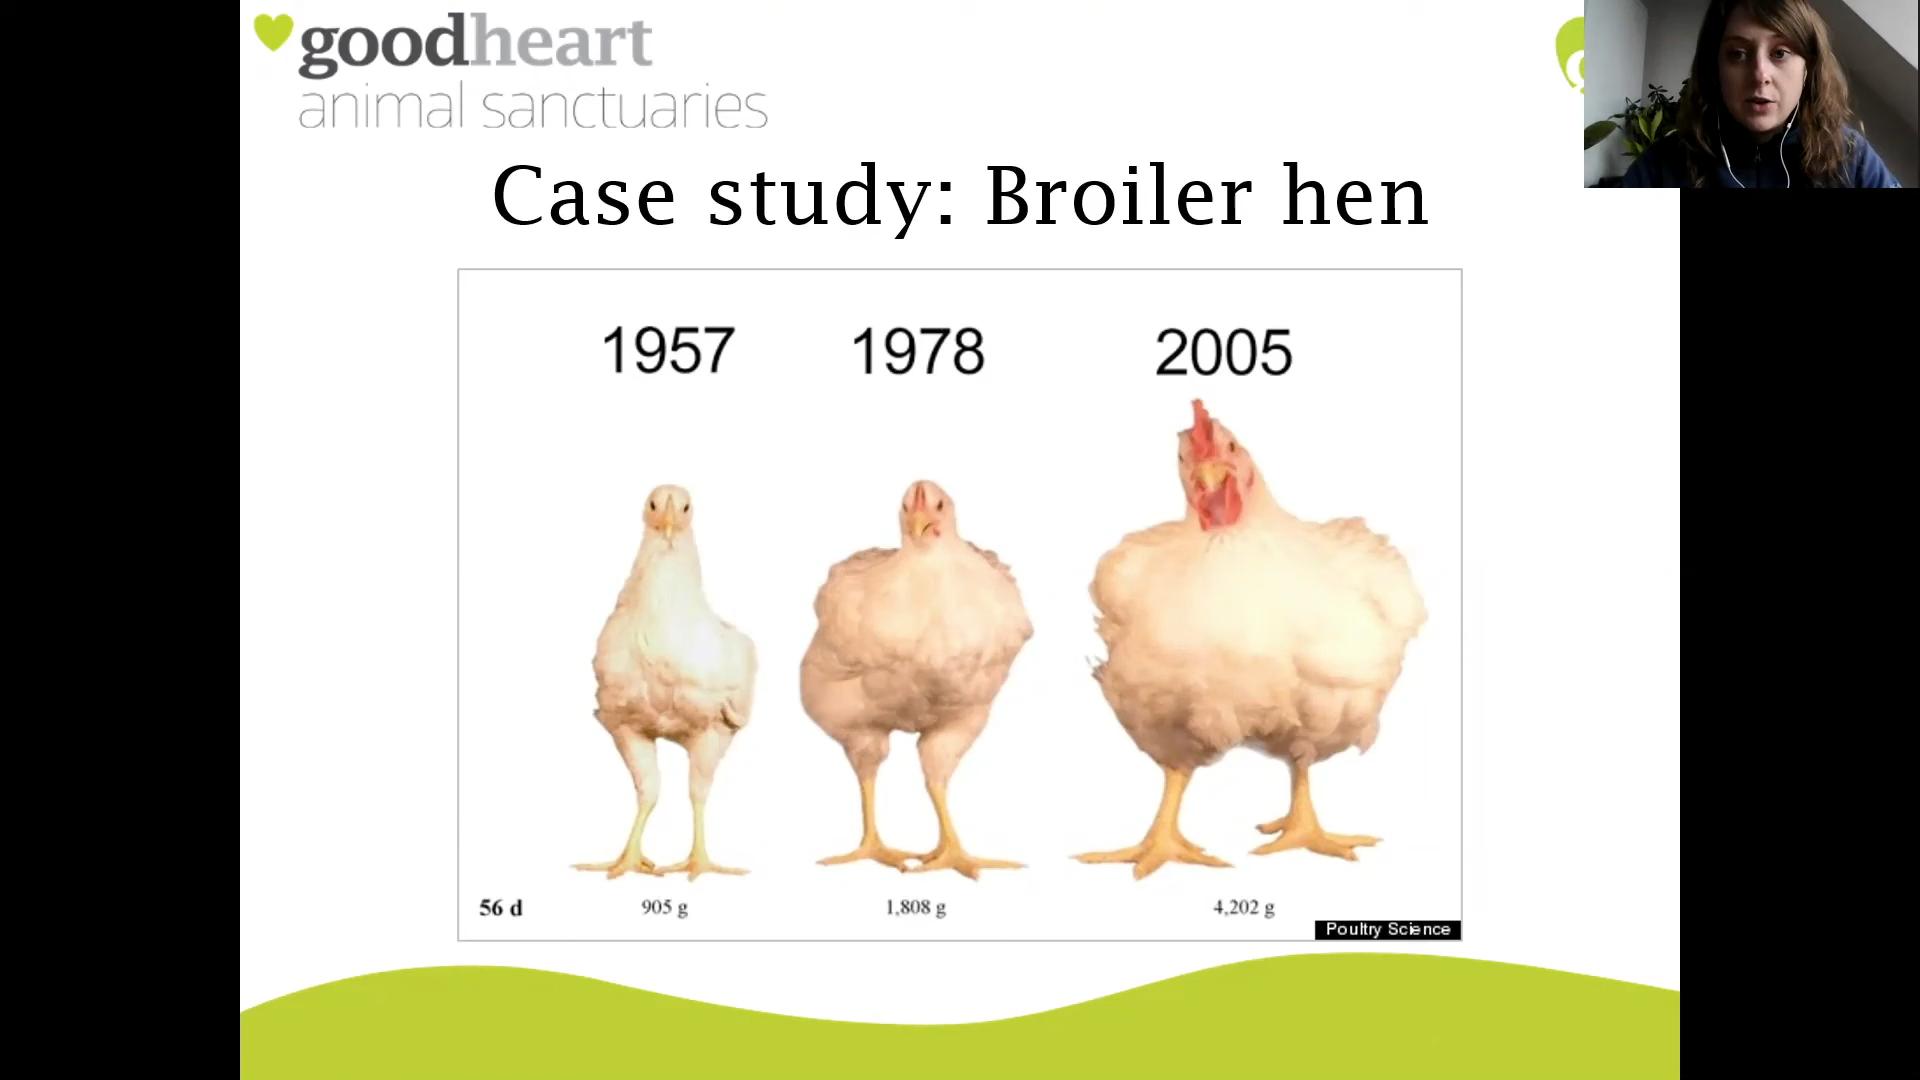 goodheart
animal sanctuaries
Case study: Broiler hen
1957 1978 2005
56 d 905 g 1,808 g 4,202 g
Poultry Science